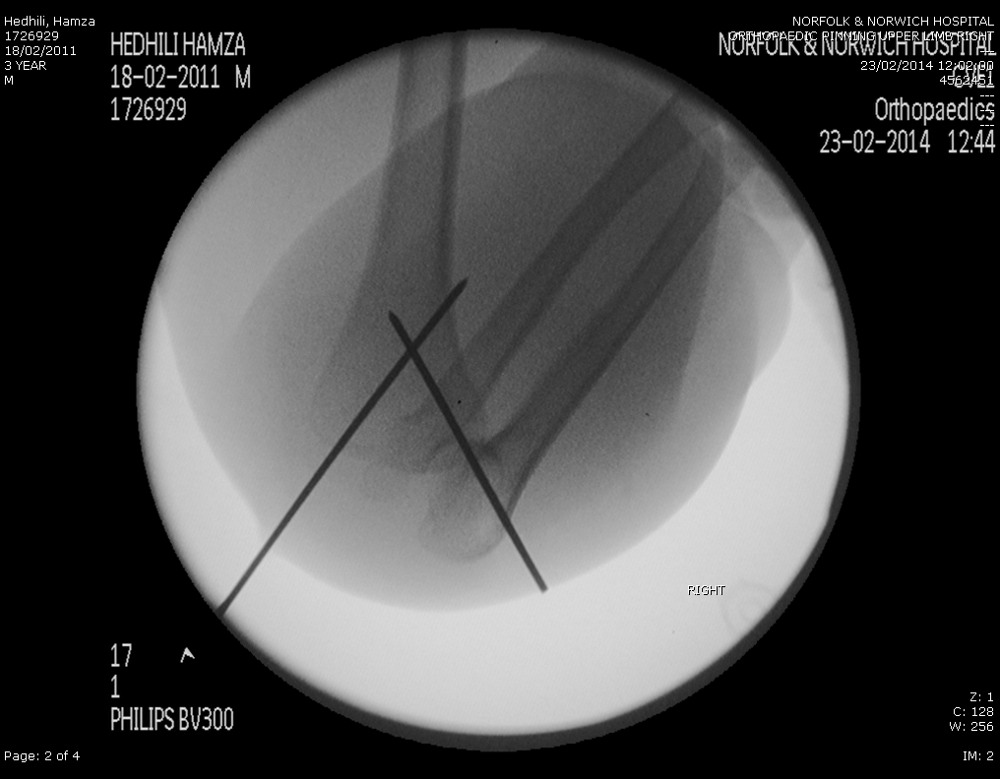 Hedhili, Hamza
1726929
18/02/2011
3 YEAR
M
HEDHILI HAMZA
18-02-2011 M
1726929
NORFOLK & NORWICH HOSPITAL
ORTHOPAEDIC PINNING UPPER LIMB RIGHT
NORFOLK & NORWICH HOSPITAL
23/02/2014 12:02:00
4562451
Orthopaedics
---
---
23-02-2014 12:44
RIGHT
17
1
PHILIPS BV300
Z: 1
C: 128
W: 256
Page: 2 of 4
IM: 2